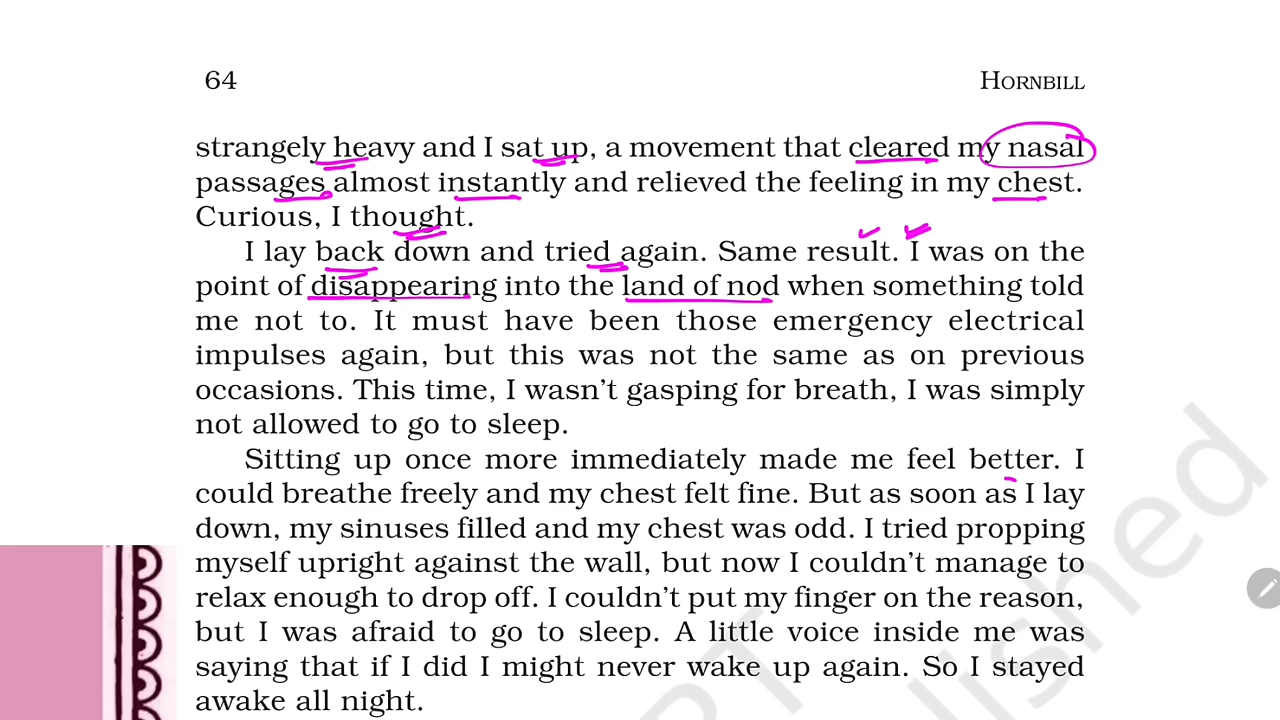 64
HORNBILL
strangely heavy and I sat up, a movement that cleared my nasal
passages almost instantly and relieved the feeling in my chest.
Curious, I thought.
I lay back down and tried again. Same result. I was on the
point of disappearing into the land of nod when something told
me not to. It must have been those emergency electrical
impulses again, but this was not the same as on previous
occasions. This time, I wasn’t gasping for breath, I was simply
not allowed to go to sleep.
Sitting up once more immediately made me feel better. I
could breathe freely and my chest felt fine. But as soon as I lay
down, my sinuses filled and my chest was odd. I tried propping
myself upright against the wall, but now I couldn’t manage to
relax enough to drop off. I couldn’t put my finger on the reason,
but I was afraid to go to sleep. A little voice inside me was
saying that if I did I might never wake up again. So I stayed
awake all night.